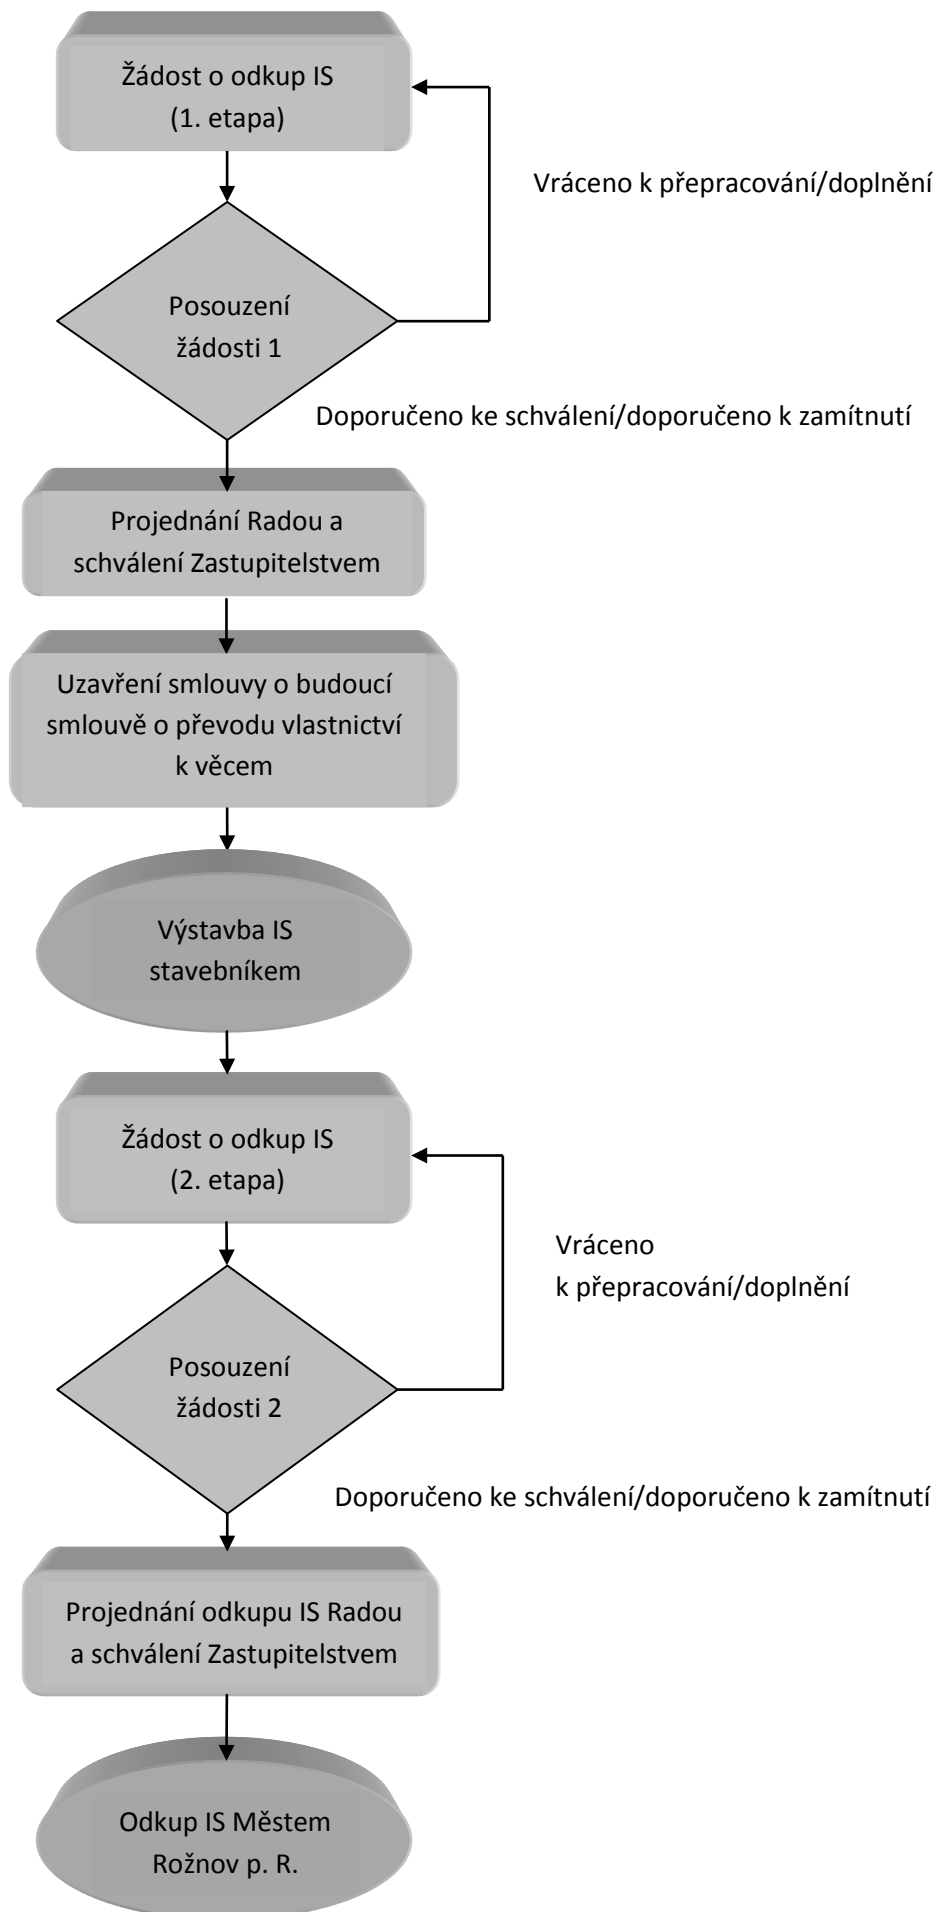 Žádost o odkup IS
(1. etapa)
Vráceno k přepracování/doplnění
Posouzení
žádosti 1
Doporučeno ke schválení/doporučeno k zamítnutí
Projednání Radou a
schválení Zastupitelstvem
Uzavření smlouvy o budoucí
smlouvě o převodu vlastnictví
k věcem
Výstavba IS
stavebníkem
Žádost o odkup IS
(2. etapa)
Vráceno
k přepracování/doplnění
Posouzení
žádosti 2
Doporučeno ke schválení/doporučeno k zamítnutí
Projednání odkupu IS Radou
a schválení Zastupitelstvem
Odkup IS Městem
Rožnov p. R.